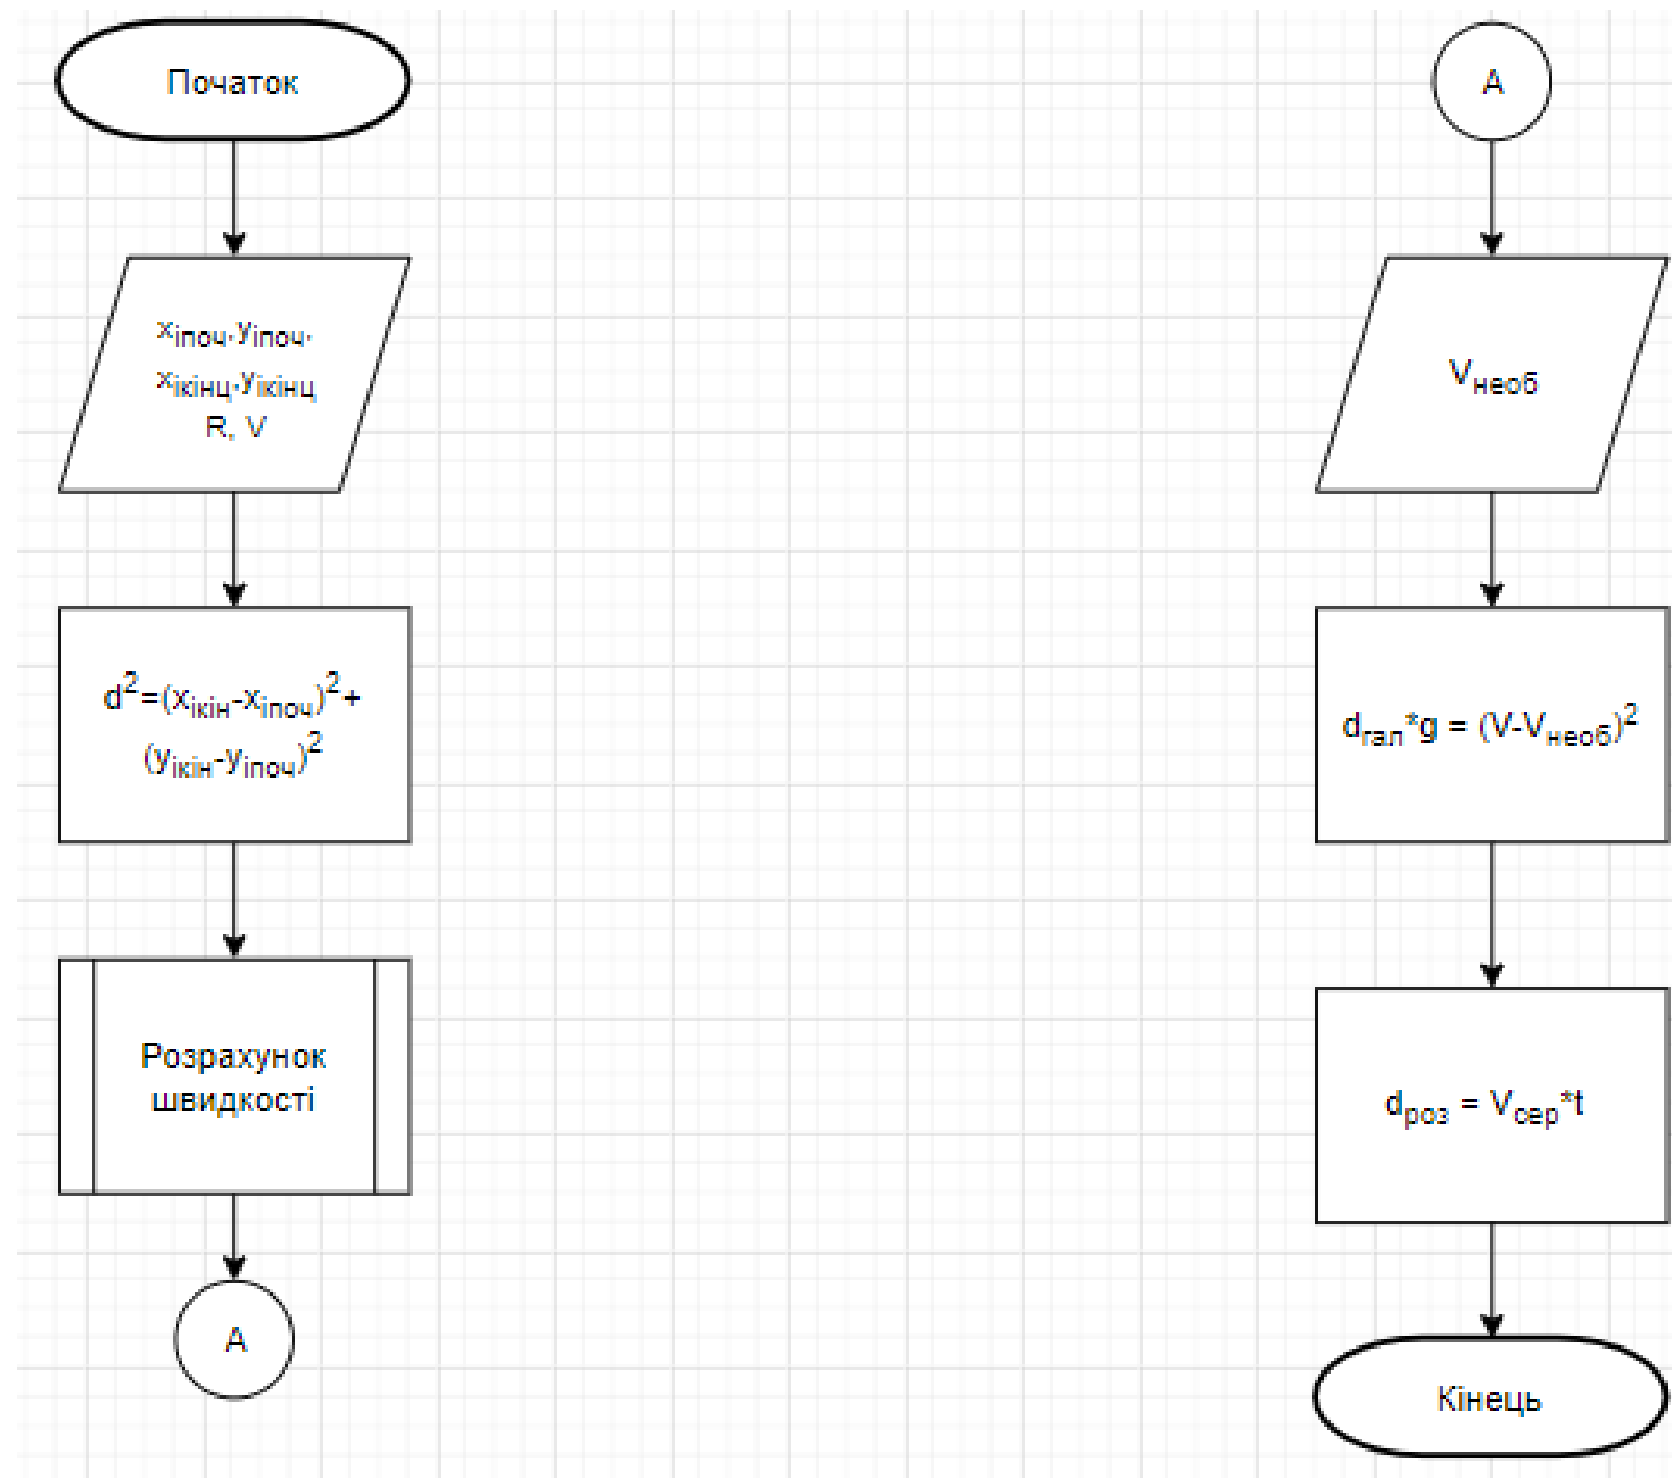 Початок
xіпоч,yіпоч,
xікінц,yікінц
R, V
d²=(xікін-xіпоч)²+
(yікін-yіпоч)²
Розрахунок
швидкості
A
A
Vнеоб
dгал*g = (V-Vнеоб)²
dроз = Vсер*t
Кінець